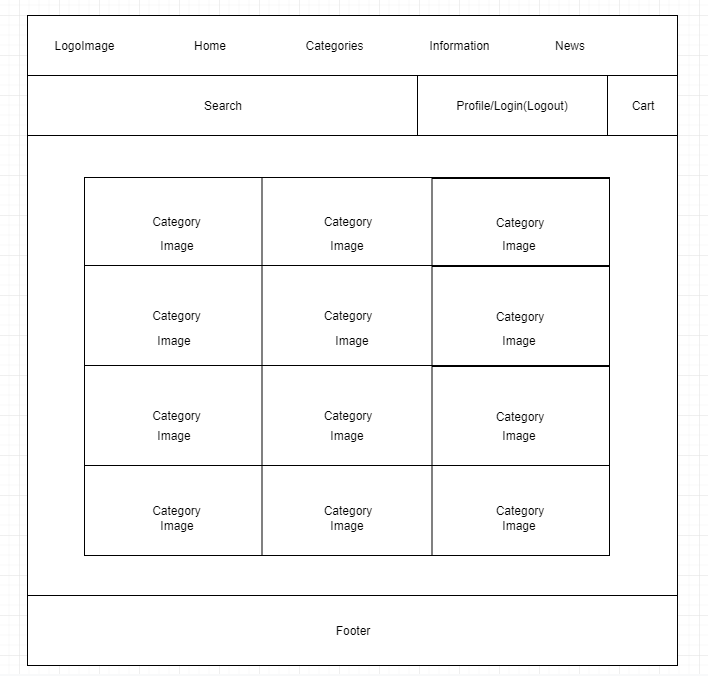 LogoImage Home Categories Information News
Search Profile/Login(Logout) Cart
Category Category Category
Image Image Image
Category Category Category
Image Image Image
Category Category Category
Image Image Image
Category Category Category
Image Image Image
Footer